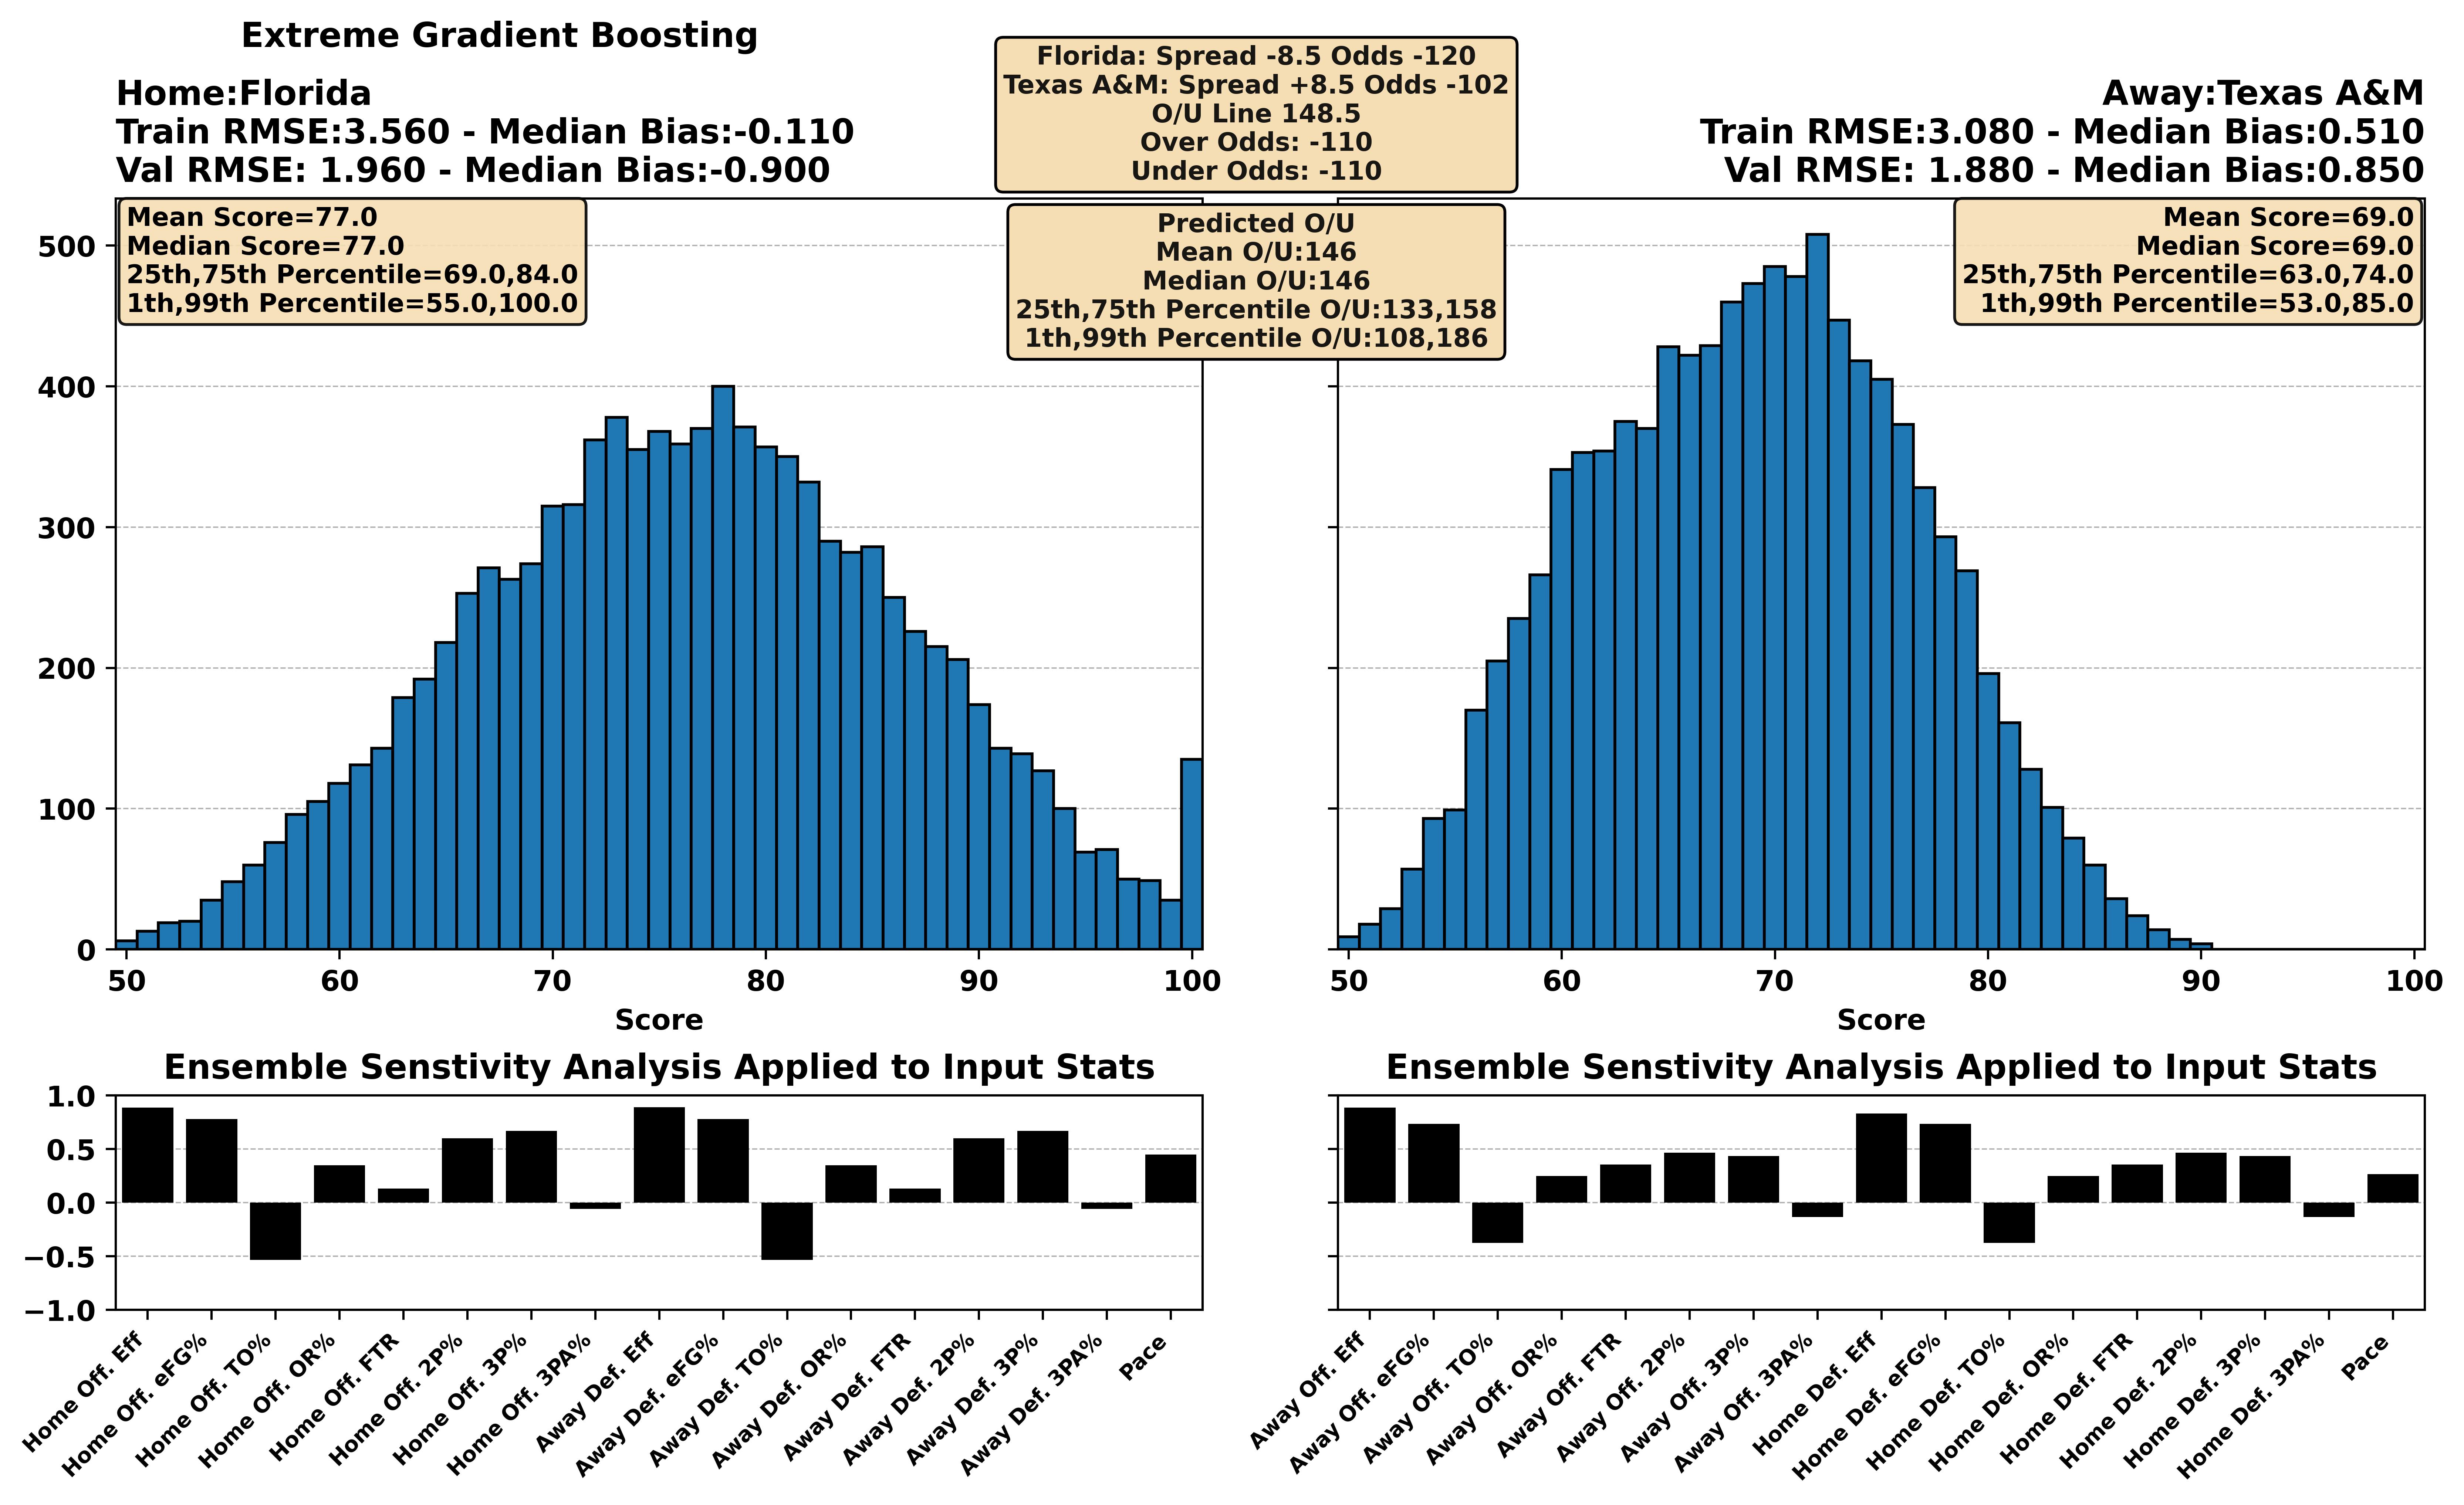 Extreme Gradient Boosting
Home:Florida
Train RMSE:3.560 - Median Bias:-0.110
Val RMSE: 1.960 - Median Bias:-0.900
Florida: Spread -8.5 Odds -120
Texas A&M: Spread +8.5 Odds -102
O/U Line 148.5
Over Odds: -110
Under Odds: -110
Away:Texas A&M
Train RMSE:3.080 - Median Bias:0.510
Val RMSE: 1.880 - Median Bias:0.850
Mean Score=77.0
Median Score=77.0
25th,75th Percentile=69.0,84.0
1th,99th Percentile=55.0,100.0
Predicted O/U
Mean O/U:146
Median O/U:146
25th,75th Percentile O/U:133,158
1th,99th Percentile O/U:108,186
Mean Score=69.0
Median Score=69.0
25th,75th Percentile=63.0,74.0
1th,99th Percentile=53.0,85.0
500
400
300
200
100
0
50 60 70 80 90 100
Score
50 60 70 80 90 100
Score
Ensemble Senstivity Analysis Applied to Input Stats
1.0
0.5
0.0
−0.5
−1.0
Home Off. Eff
Home Off. eFG%
Home Off. TO%
Home Off. OR%
Home Off. FTR
Home Off. 2P%
Home Off. 3P%
Home Off. 3PA%
Away Def. Eff
Away Def. eFG%
Away Def. TO%
Away Def. OR%
Away Def. FTR
Away Def. 2P%
Away Def. 3P%
Away Def. 3PA%
Pace
Ensemble Senstivity Analysis Applied to Input Stats
Away Off. Eff
Away Off. eFG%
Away Off. TO%
Away Off. OR%
Away Off. FTR
Away Off. 2P%
Away Off. 3P%
Away Off. 3PA%
Home Def. Eff
Home Def. eFG%
Home Def. TO%
Home Def. OR%
Home Def. FTR
Home Def. 2P%
Home Def. 3P%
Home Def. 3PA%
Pace